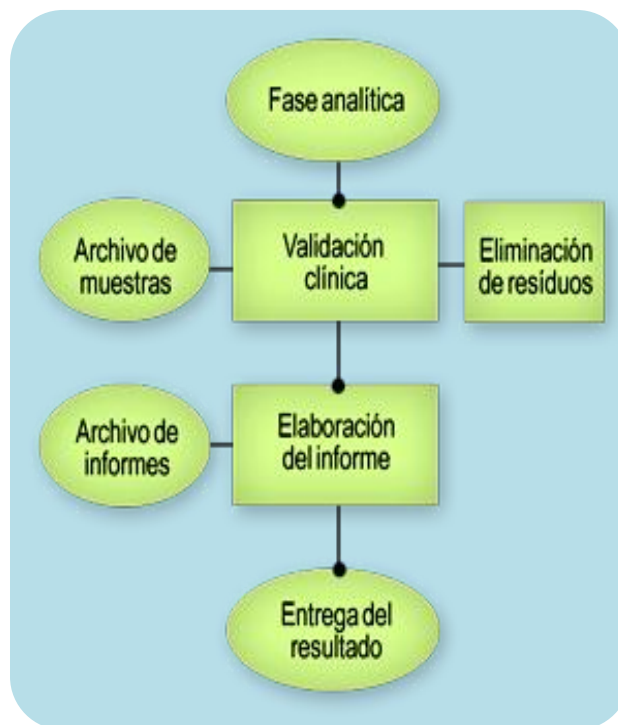 Fase analítica
Archivo de
muestras
Validación
clínica
Eliminación
de resíduos
Archivo de
informes
Elaboración
del informe
Entrega del
resultado